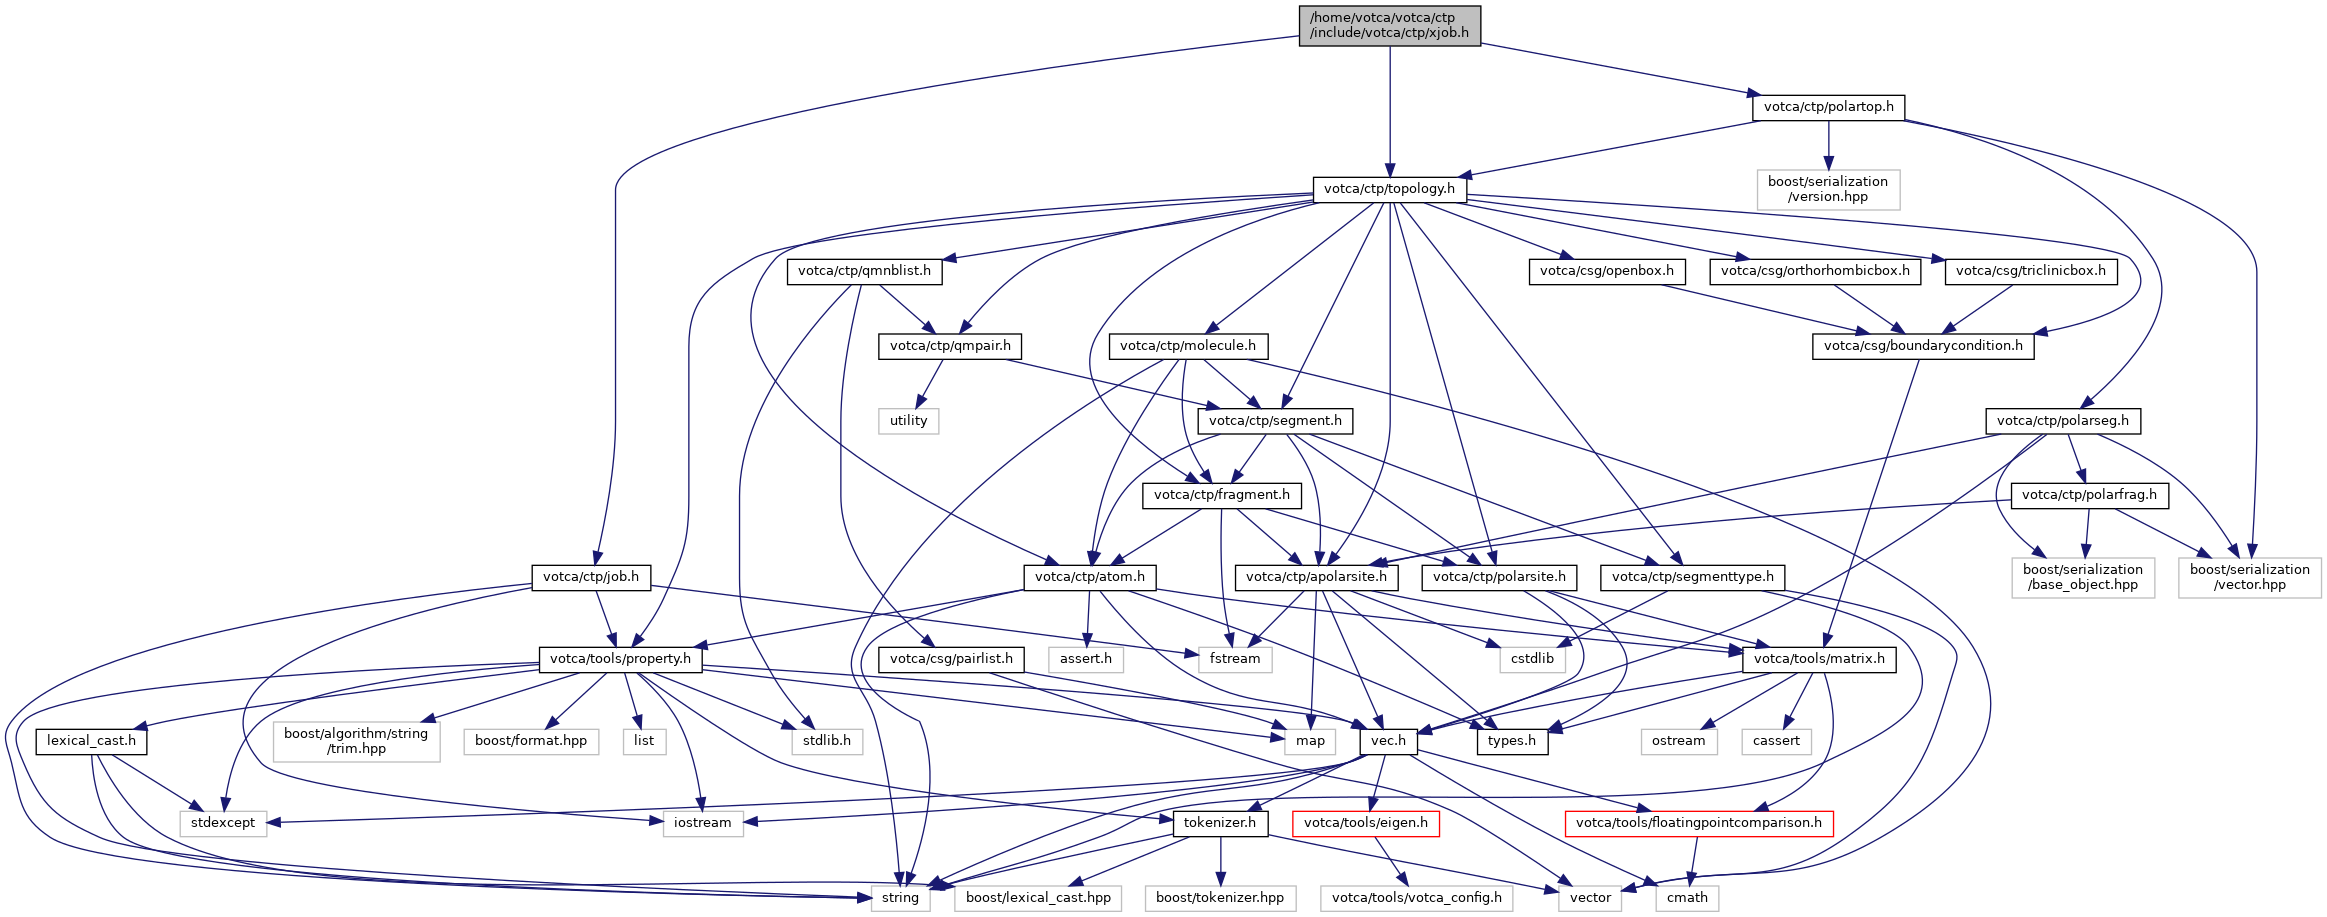 /home/votca/votca/ctp
/include/votca/ctp/xjob.h
votca/ctp/polartop.h
votca/ctp/topology.h
boost/serialization
/version.hpp
votca/ctp/qmnblist.h
votca/csg/openbox.h
votca/csg/orthorhombicbox.h
votca/csg/triclinicbox.h
votca/ctp/qmpair.h
votca/ctp/molecule.h
votca/csg/boundarycondition.h
utility
votca/ctp/segment.h
votca/ctp/polarseg.h
votca/ctp/fragment.h
votca/ctp/polarfrag.h
votca/ctp/job.h
votca/ctp/atom.h
votca/ctp/apolarsite.h
votca/ctp/polarsite.h
votca/ctp/segmenttype.h
boost/serialization
/base_object.hpp
boost/serialization
/vector.hpp
votca/tools/property.h
votca/csg/pairlist.h
assert.h
fstream
cstdlib
votca/tools/matrix.h
lexical_cast.h
boost/algorithm/string
/trim.hpp
boost/format.hpp
list
stdlib.h
map
vec.h
types.h
ostream
cassert
stdexcept
iostream
tokenizer.h
votca/tools/eigen.h
votca/tools/floatingpointcomparison.h
string
boost/lexical_cast.hpp
boost/tokenizer.hpp
votca/tools/votca_config.h
vector
cmath